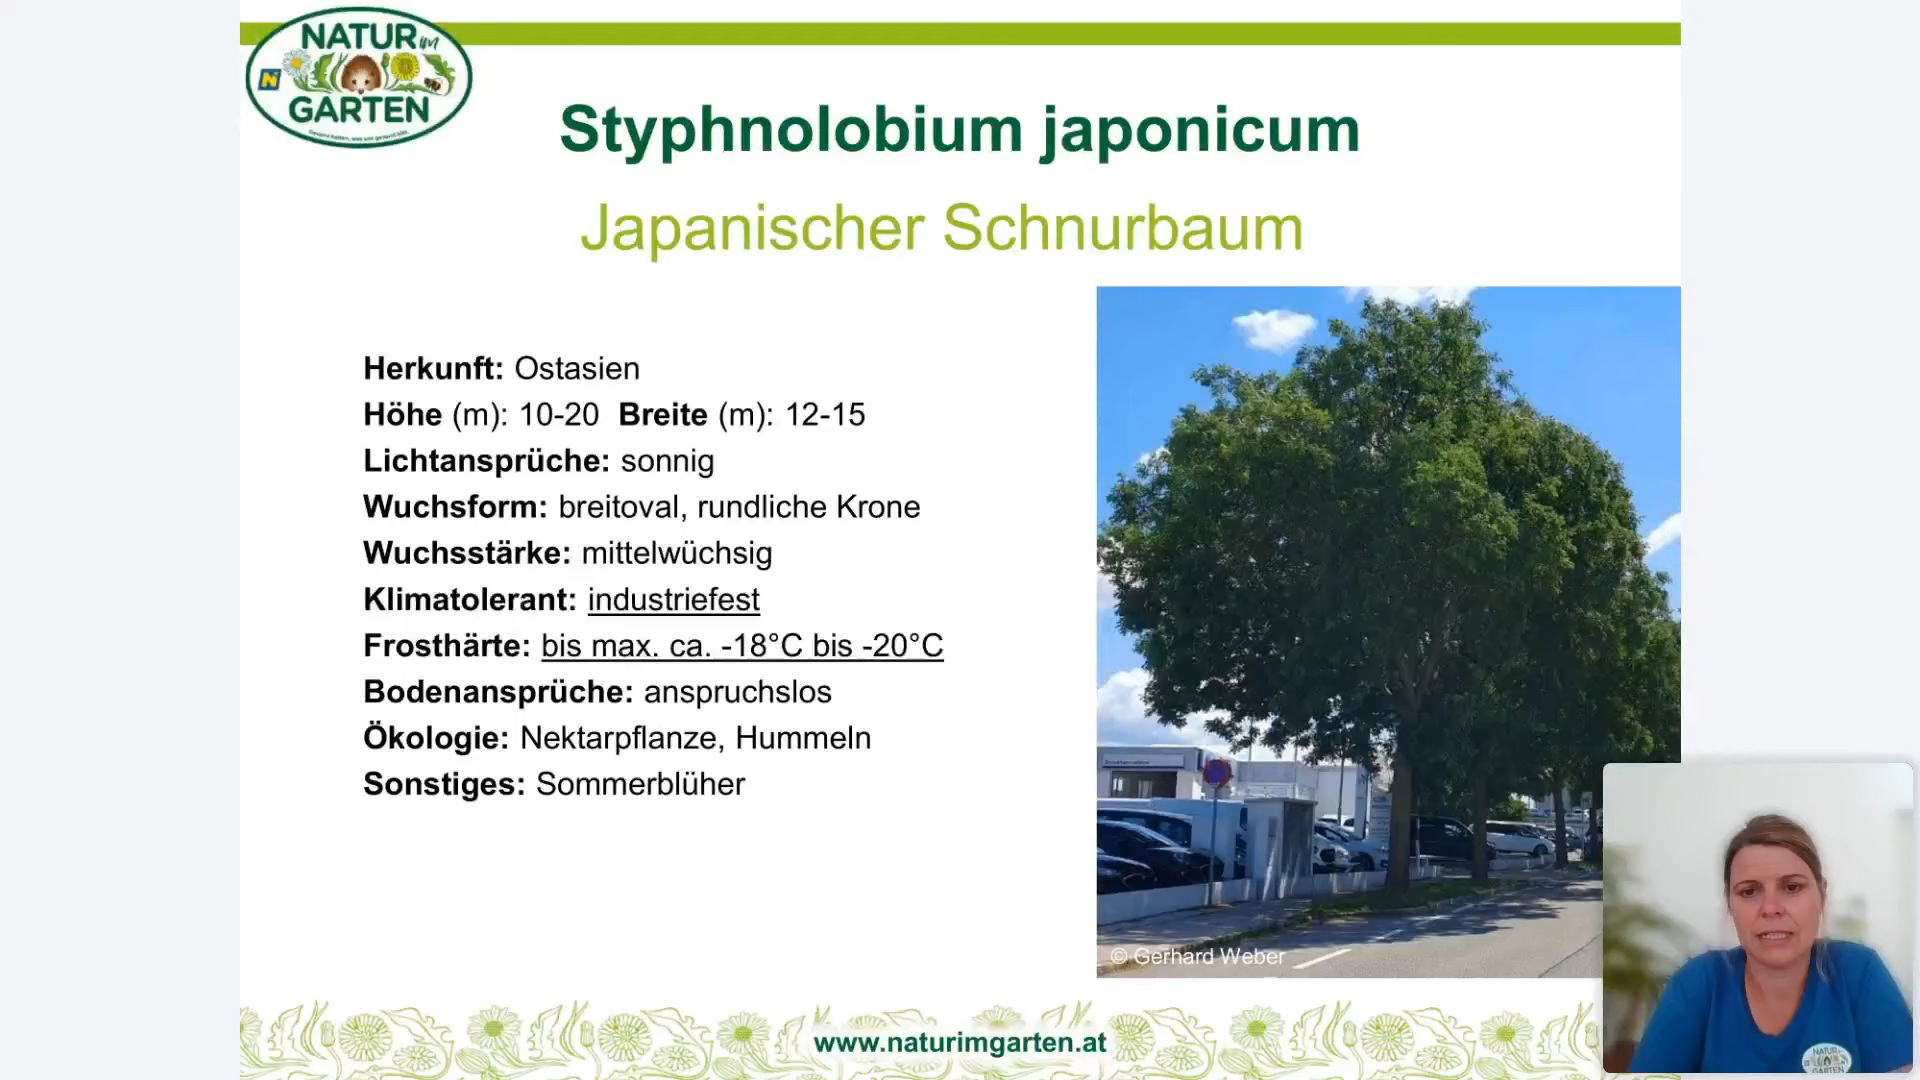 NATUR im
GARTEN
Styphnolobium japonicum
Japanischer Schnurbaum
Herkunft: Ostasien
Höhe (m): 10-20 Breite (m): 12-15
Lichtansprüche: sonnig
Wuchsform: breitoval, rundliche Krone
Wuchsstärke: mittelwüchsig
Klimatolerant: industriefest
Frosthärte: bis max. ca. -18°C bis -20°C
Bodenansprüche: anspruchslos
Ökologie: Nektarpflanze, Hummeln
Sonstiges: Sommerblüher
© Gerhard Weber
www.naturimgarten.at
NATUR
GARTEN